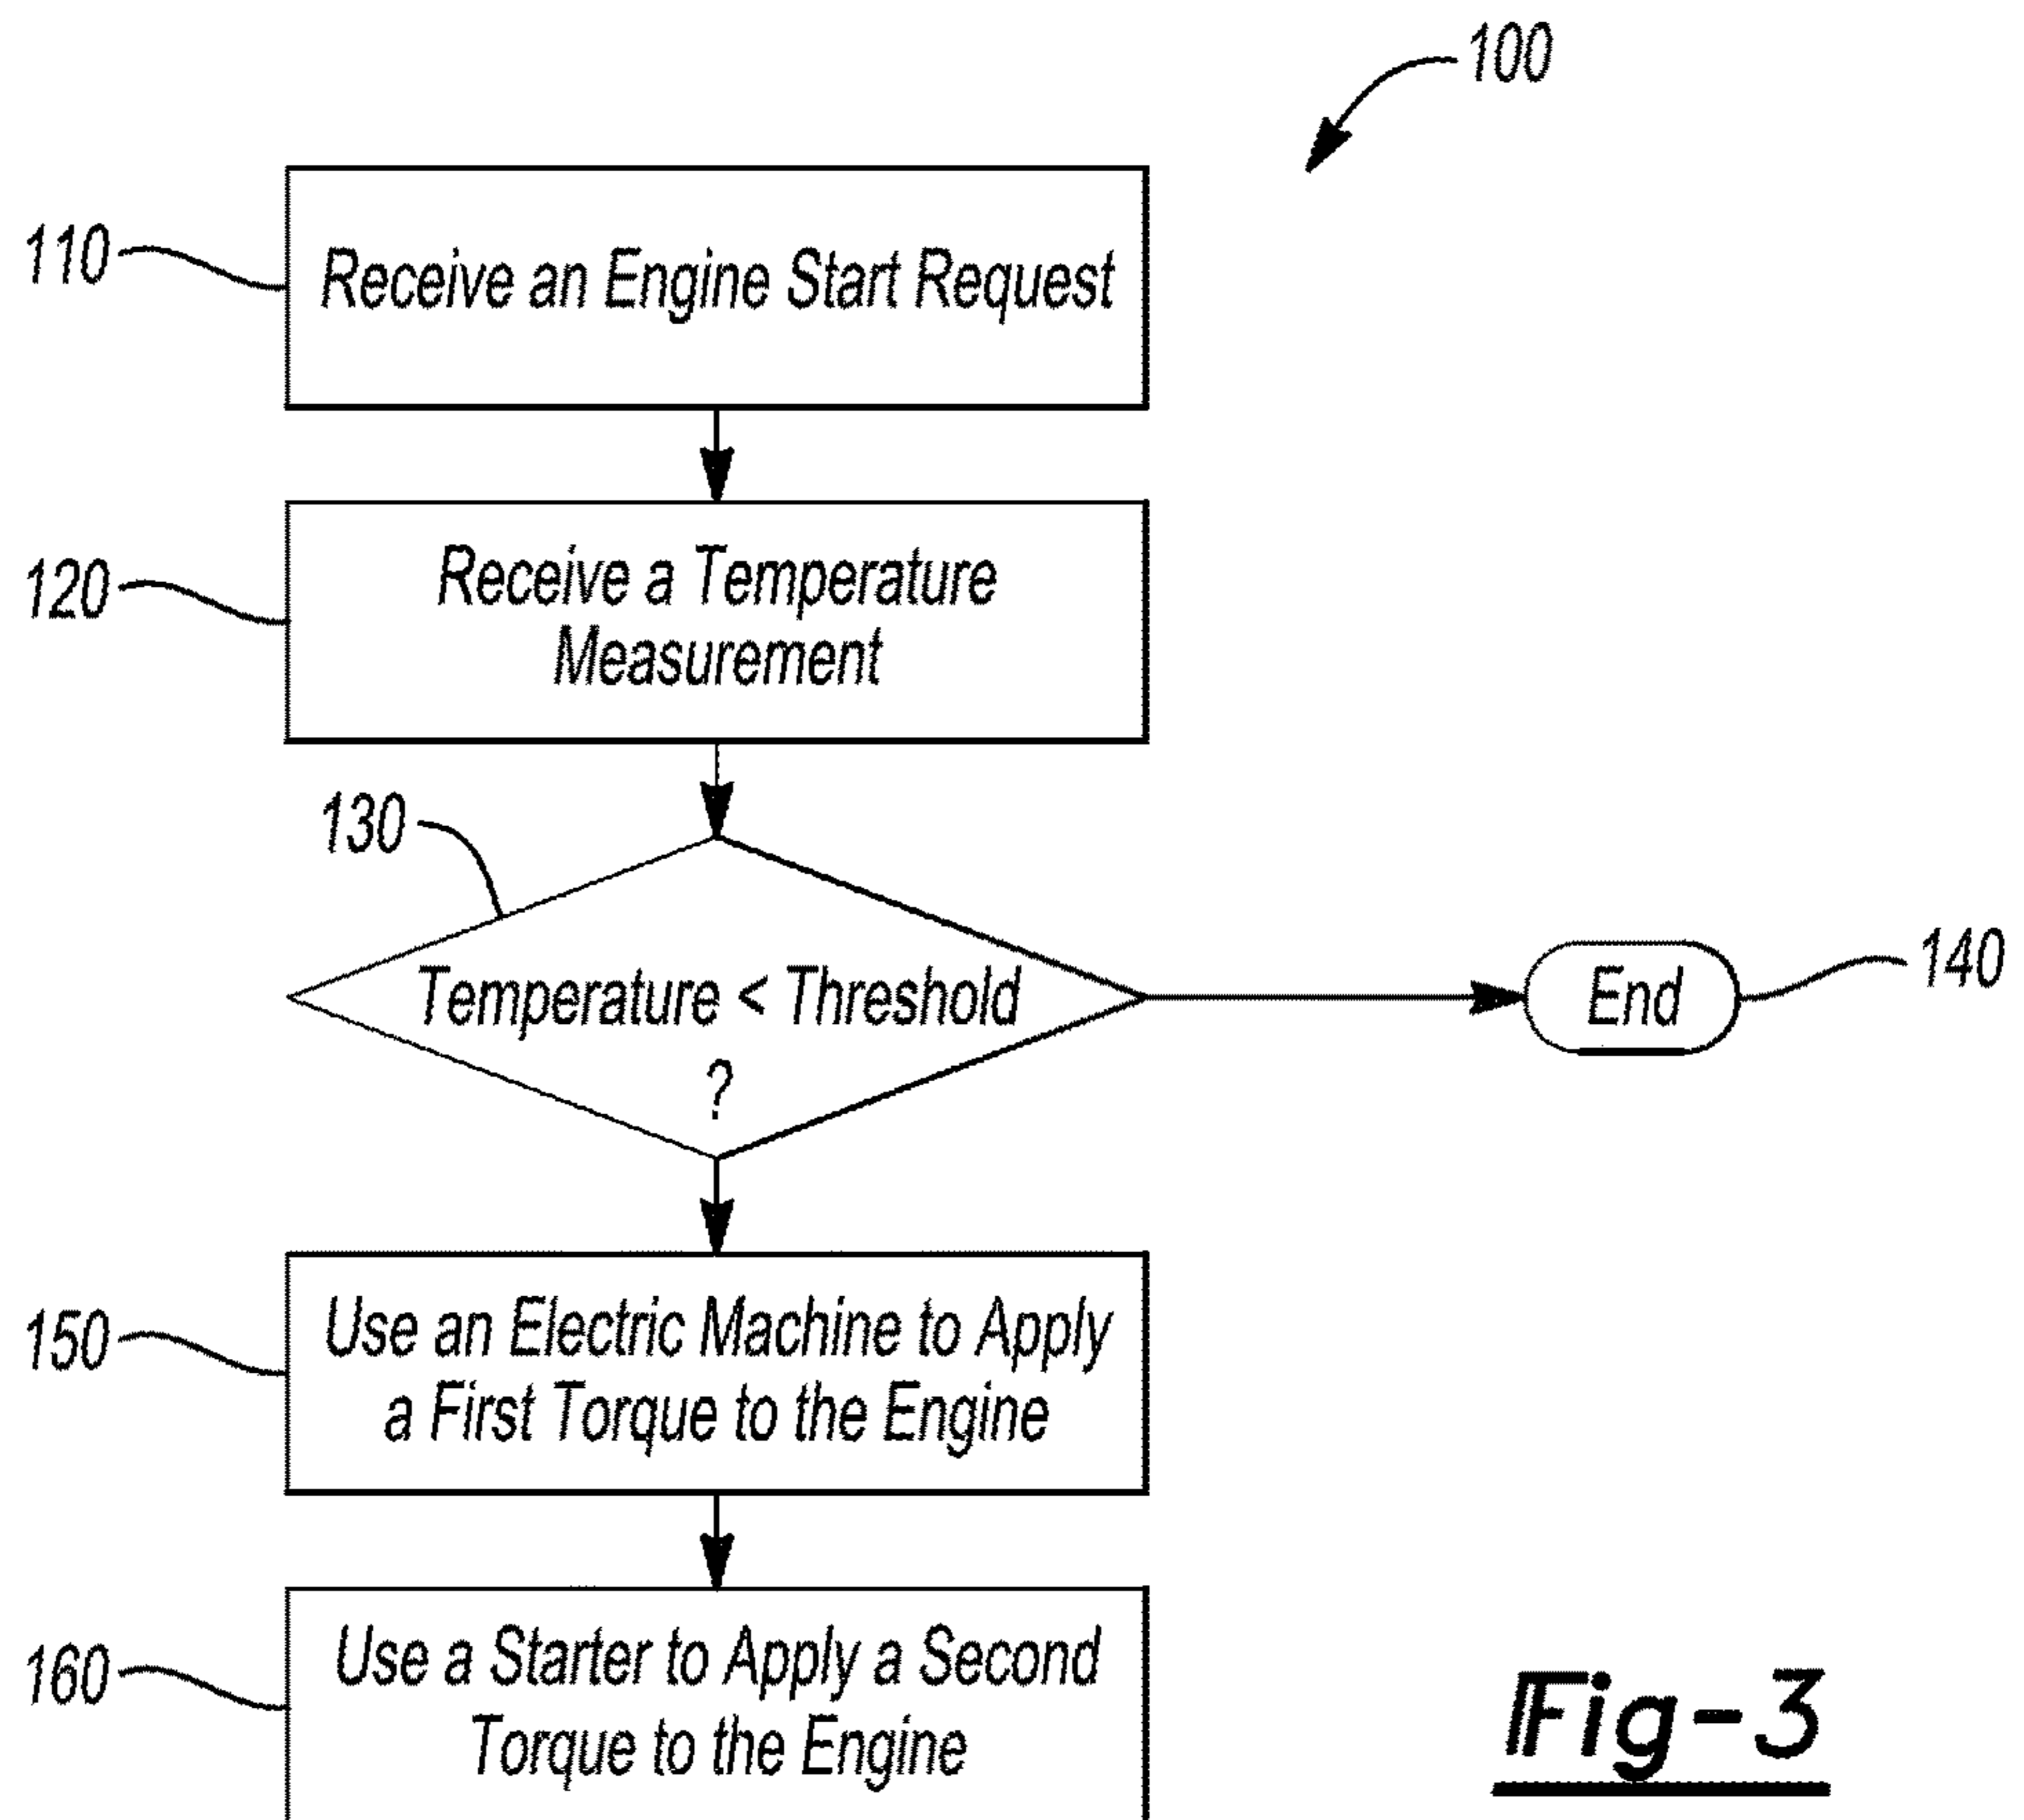 100
110
Receive an Engine Start Request
120
Receive a Temperature
Measurement
130
Temperature < Threshold
?
End
140
150
Use an Electric Machine to Apply
a First Torque to the Engine
160
Use a Starter to Apply a Second
Torque to the Engine
Fig-3